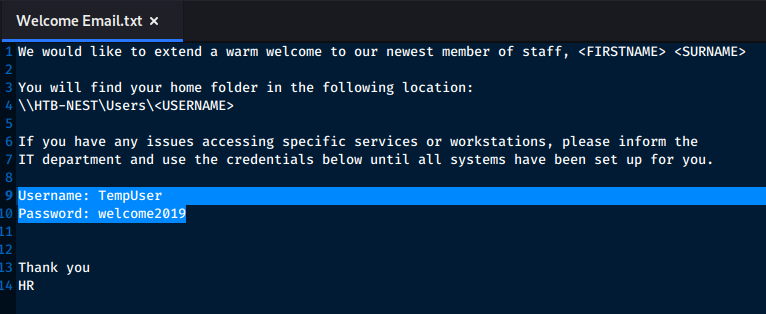 Welcome Email.txt ×
1 We would like to extend a warm welcome to our newest member of staff, <FIRSTNAME> <SURNAME>
2
3 You will find your home folder in the following location:
4 \\HTB-NEST\Users\<USERNAME>
5
6 If you have any issues accessing specific services or workstations, please inform the
7 IT department and use the credentials below until all systems have been set up for you.
8
9 Username: TempUser
10 Password: welcome2019
11
12
13 Thank you
14 HR